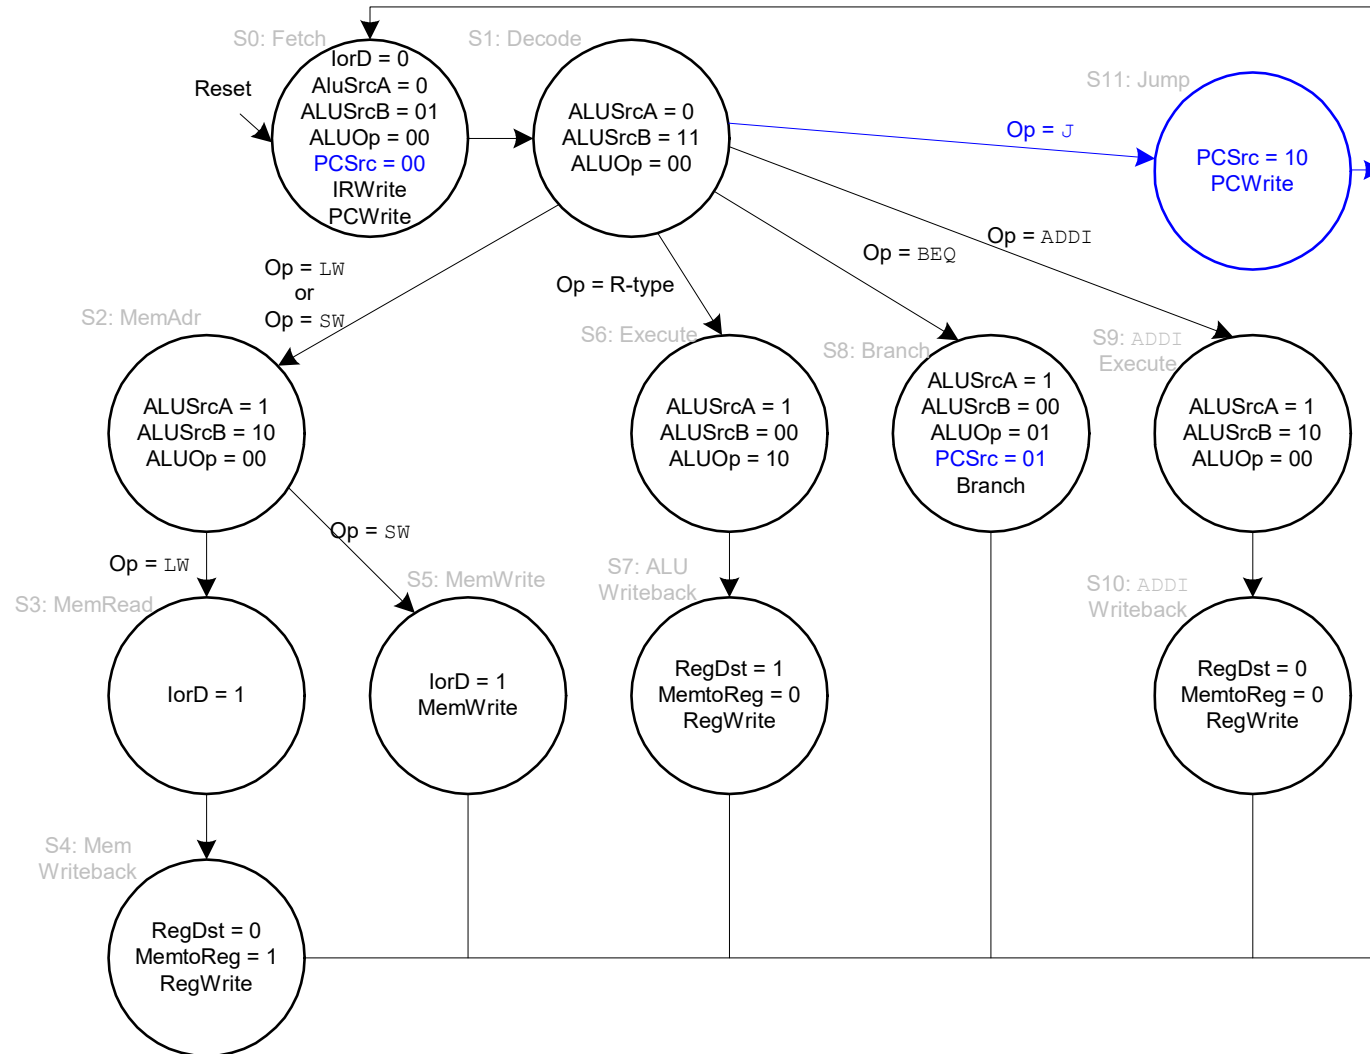 S0: Fetch
IorD = 0
AluSrcA = 0
ALUSrcB = 01
ALUOp = 00
PCSrc = 00
IRWrite
PCWrite
Reset
S1: Decode
ALUSrcA = 0
ALUSrcB = 11
ALUOp = 00
S11: Jump
PCSrc = 10
PCWrite
Op = J
Op = ADDI
Op = BEQ
Op = R-type
Op = LW
or
Op = SW
S2: MemAdr
ALUSrcA = 1
ALUSrcB = 10
ALUOp = 00
S6: Execute
ALUSrcA = 1
ALUSrcB = 00
ALUOp = 10
S8: Branch
ALUSrcA = 1
ALUSrcB = 00
ALUOp = 01
PCSrc = 01
Branch
S9: ADDI
Execute
ALUSrcA = 1
ALUSrcB = 10
ALUOp = 00
Op = LW
Op = SW
S3: MemRead
IorD = 1
S5: MemWrite
IorD = 1
MemWrite
S7: ALU
Writeback
RegDst = 1
MemtoReg = 0
RegWrite
S10: ADDI
Writeback
RegDst = 0
MemtoReg = 0
RegWrite
S4: Mem
Writeback
RegDst = 0
MemtoReg = 1
RegWrite